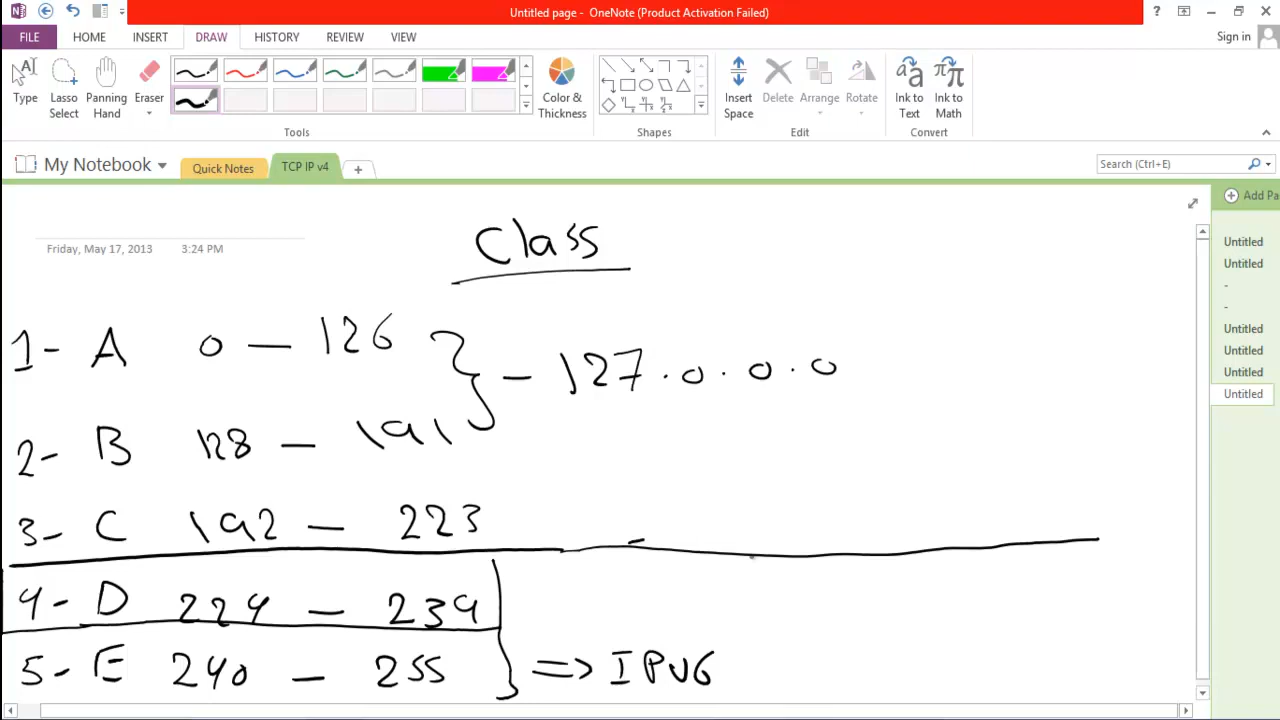 Untitled page - OneNote (Product Activation Failed)
FILE HOME INSERT DRAW HISTORY REVIEW VIEW
Sign in
Type
Lasso Select
Panning Hand
Eraser
Color & Thickness
Insert Space
Delete
Arrange
Rotate
Ink to Text
Ink to Math
Tools
Shapes
Edit
Convert
My Notebook
Quick Notes
TCP IP v4
Search (Ctrl+E)
Add Pa
Friday, May 17, 2013 3:24 PM
Untitled
Untitled
-
-
Untitled
Untitled
Untitled
Untitled
Class
1- A 0 - 126 } - 127.0.0.0
2- B 128 - 191
3- C 192 - 223
4- D 224 - 239
5- E 240 - 255 } => IPV6